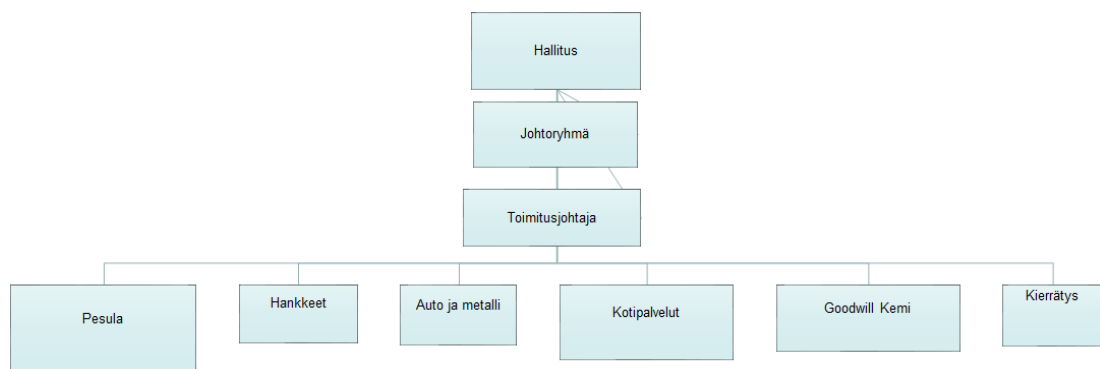 Hallitus
Johtoryhmä
Toimitusjohtaja
Pesula
Hankkeet
Auto ja metalli
Kotipalvelut
Goodwill Kemi
Kierrätys